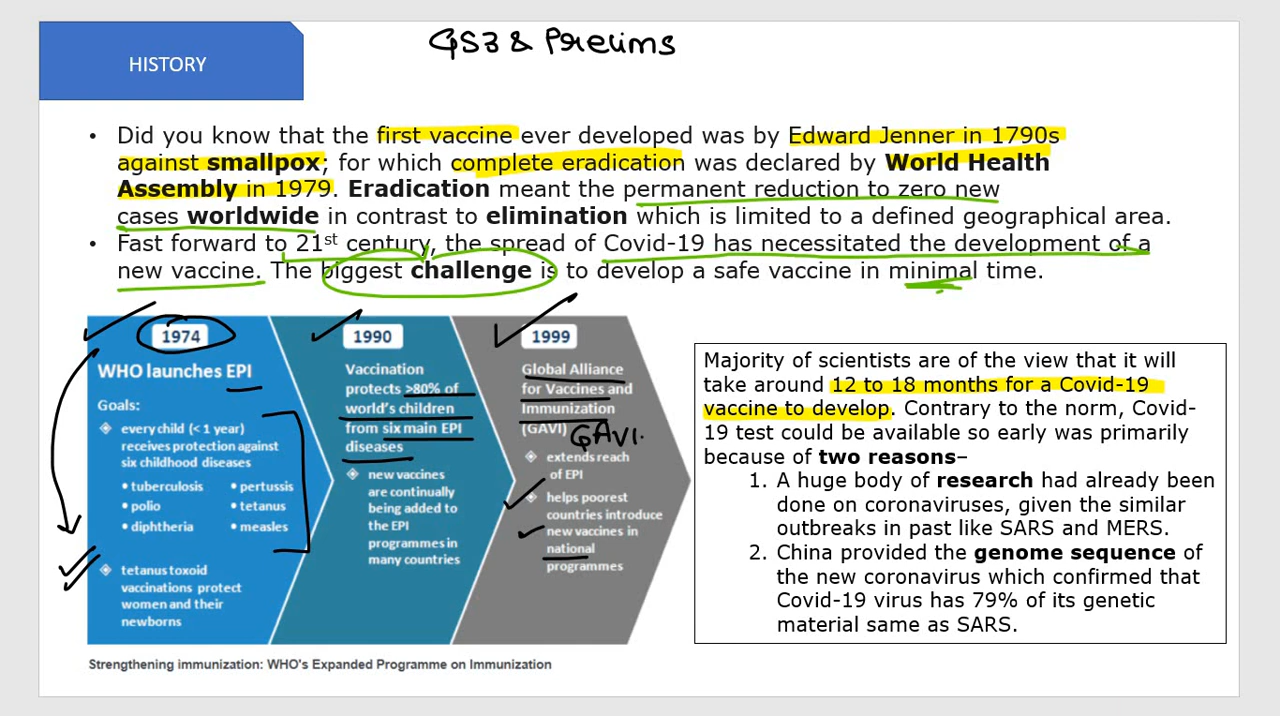 GS3 & Prelims
HISTORY
• Did you know that the first vaccine ever developed was by Edward Jenner in 1790s
against smallpox; for which complete eradication was declared by World Health
Assembly in 1979. Eradication meant the permanent reduction to zero new
cases worldwide in contrast to elimination which is limited to a defined geographical area.
• Fast forward to 21st century, the spread of Covid-19 has necessitated the development of a
new vaccine. The biggest challenge is to develop a safe vaccine in minimal time.
1974
WHO launches EPI
Goals:
every child (< 1 year)
receives protection against
six childhood diseases
• tuberculosis • pertussis
• polio • tetanus
• diphtheria • measles
tetanus toxoid
vaccinations protect
women and their
newborns
1990
Vaccination
protects >80% of
world's children
from six main EPI
diseases
new vaccines
are continually
being added to
the EPI
programmes in
many countries
1999
Global Alliance
for Vaccines and
Immunization
(GAVI)
GAVI.
extends reach
of EPI
helps poorest
countries introduce
new vaccines in
national
programmes
Strengthening immunization: WHO's Expanded Programme on Immunization
Majority of scientists are of the view that it will
take around 12 to 18 months for a Covid-19
vaccine to develop. Contrary to the norm, Covid-
19 test could be available so early was primarily
because of two reasons–
1. A huge body of research had already been
done on coronaviruses, given the similar
outbreaks in past like SARS and MERS.
2. China provided the genome sequence of
the new coronavirus which confirmed that
Covid-19 virus has 79% of its genetic
material same as SARS.